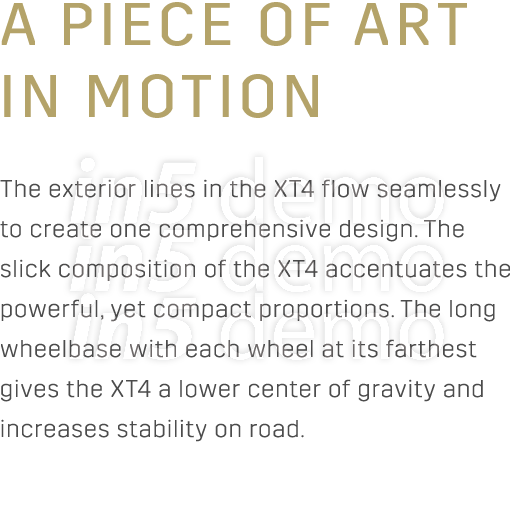 A PIECE OF ART
IN MOTION
The exterior lines in the XT4 flow seamlessly
to create one comprehensive design. The
slick composition of the XT4 accentuates the
powerful, yet compact proportions. The long
wheelbase with each wheel at its farthest
gives the XT4 a lower center of gravity and
increases stability on road.
in5 demo
in5 demo
in5 demo